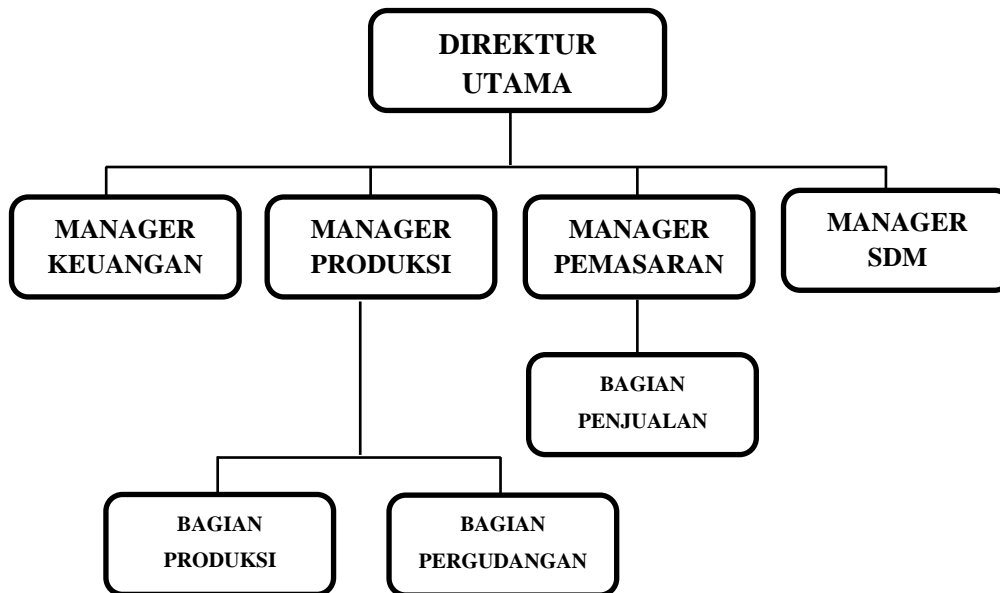 DIREKTUR
UTAMA
MANAGER
KEUANGAN
MANAGER
PRODUKSI
MANAGER
PEMASARAN
MANAGER
SDM
BAGIAN
PENJUALAN
BAGIAN
PRODUKSI
BAGIAN
PERGUDANGAN